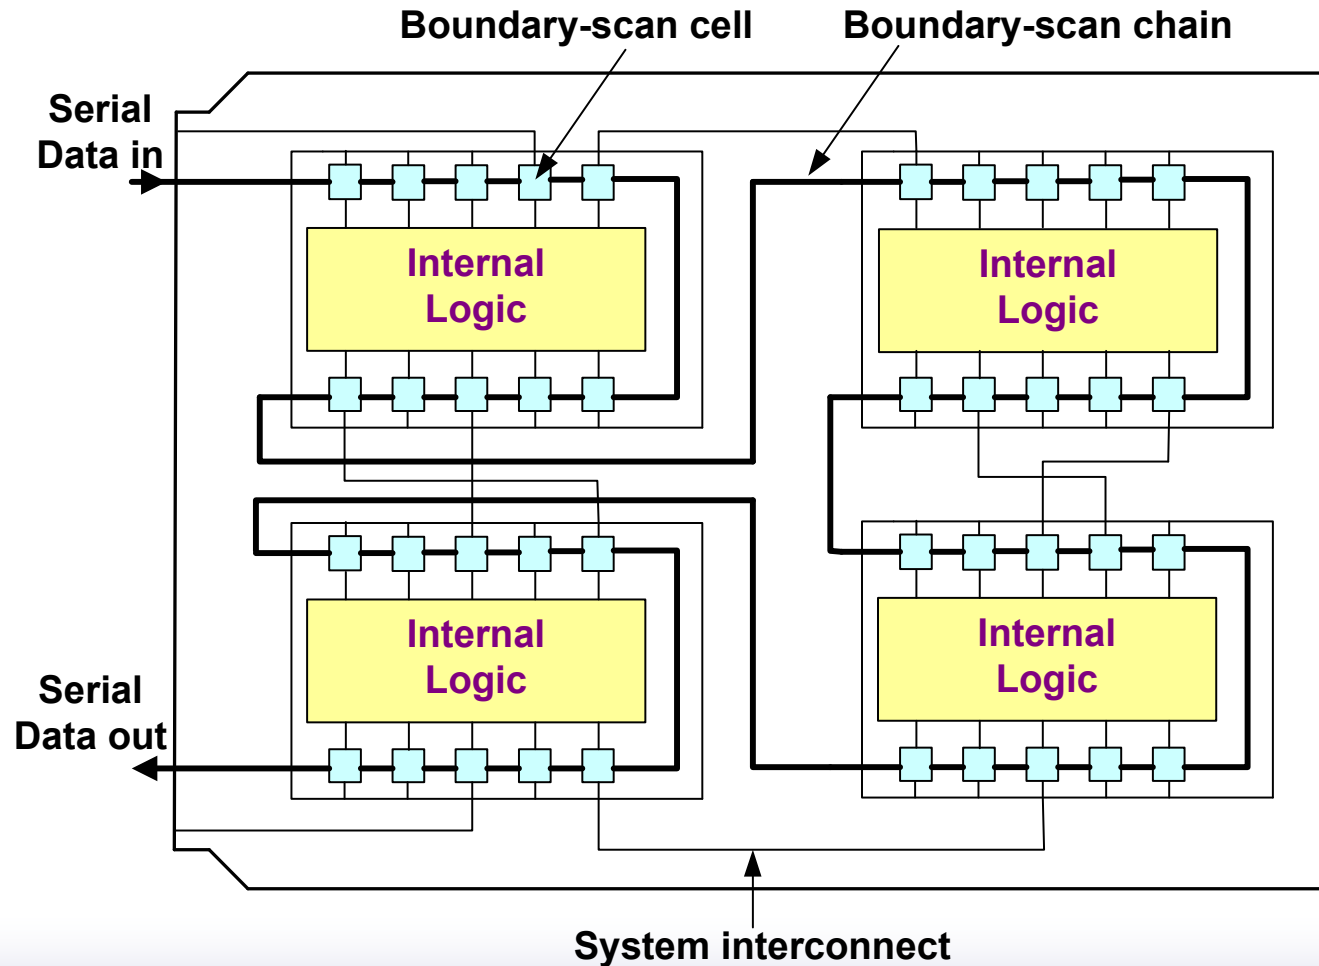 Boundary-scan cell
Boundary-scan chain
Serial
Data in
Internal
Logic
Internal
Logic
Internal
Logic
Internal
Logic
Serial
Data out
System interconnect